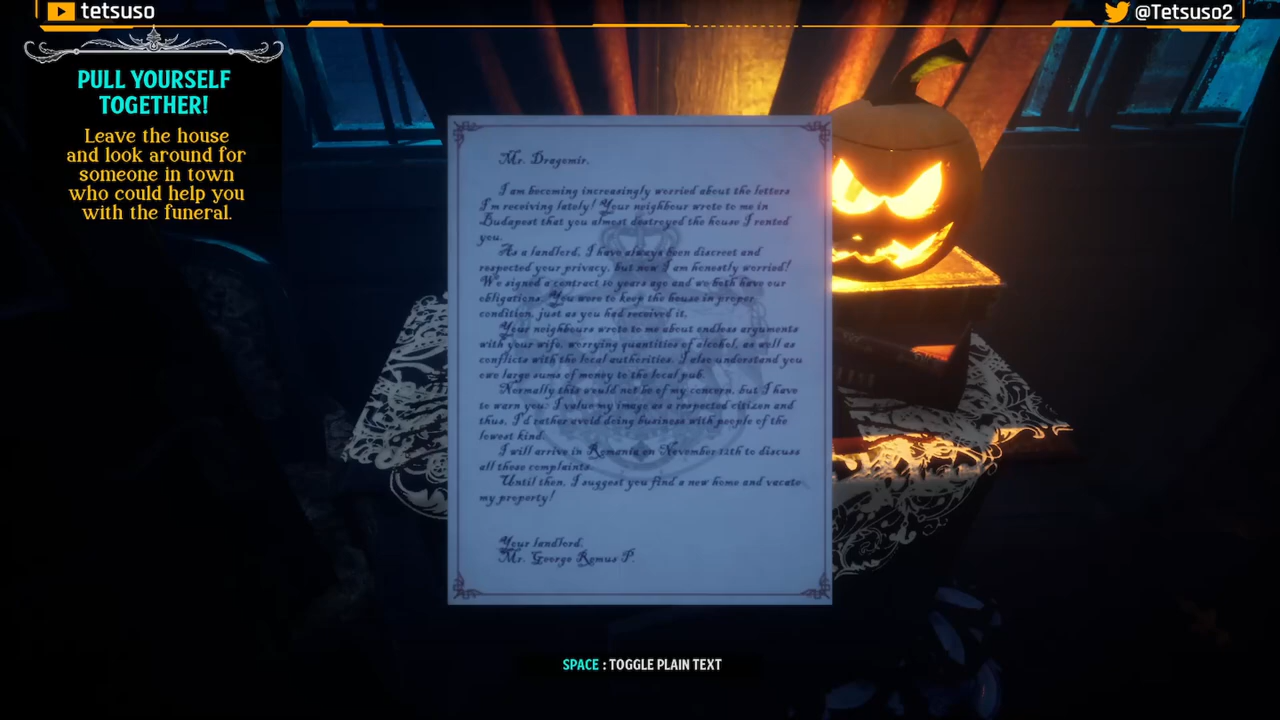 tetsuso
@Tetsuso2
PULL YOURSELF
TOGETHER!
Leave the house
and look around for
someone in town
who could help you
with the funeral.
Mr. Dragomir,
I am becoming increasingly worried about the letters
I'm receiving lately! Your neighbour wrote to me in
Budapest that you almost destroyed the house I rented
you.
As a landlord, I have always been discreet and
respected your privacy, but now I am honestly worried!
We signed a contract 10 years ago and we both have our
obligations. You were to keep the house in proper
condition, just as you had received it.
Your neighbours wrote to me about endless arguments
with your wife, worrying quantities of alcohol, as well as
conflicts with the local authorities. I also understand you
owe large sums of money to the local pub.
Normally this would not be of my concern, but I have
to warn you: I value my image as a respected citizen and
thus, I'd rather avoid doing business with people of the
lowest kind.
I will arrive in Romania on November 12th to discuss
all these complaints.
Until then, I suggest you find a new home and vacate
my property!
Your landlord,
Mr. George Remus P.
SPACE : TOGGLE PLAIN TEXT